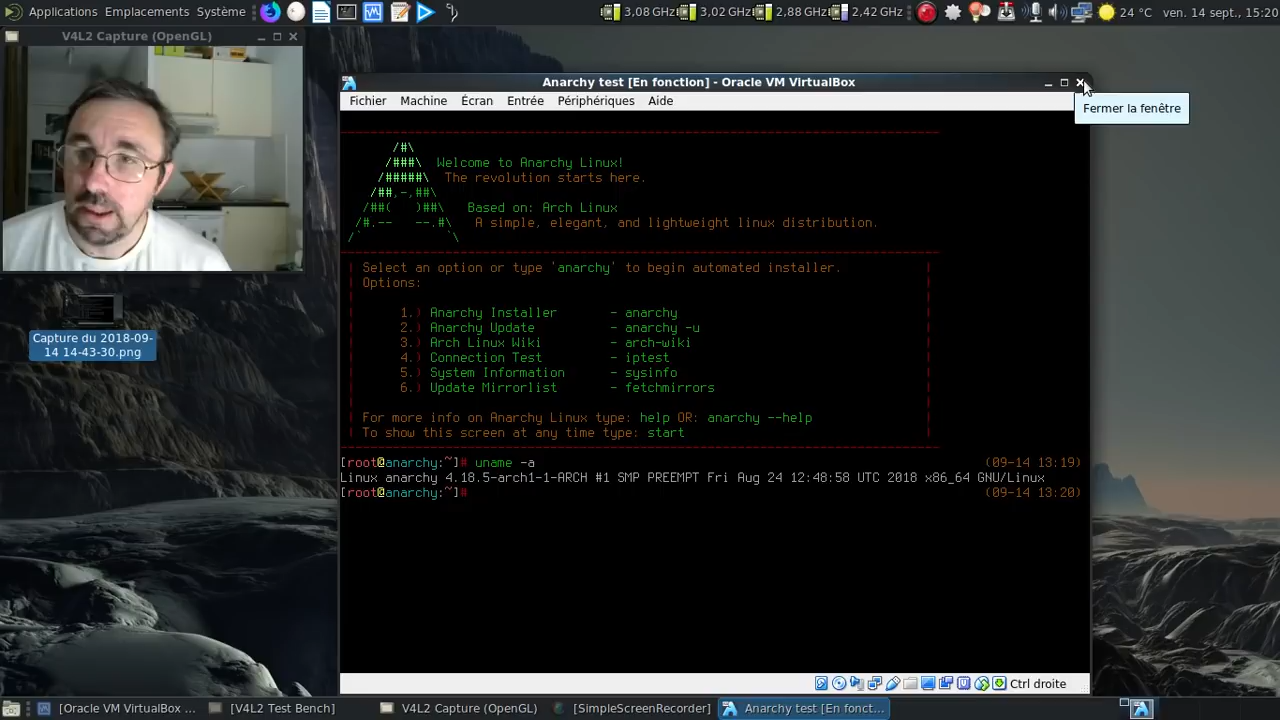 Applications Emplacements Système 3,08 GHz 3,02 GHz 2,88 GHz 2,42 GHz 24 °C ven. 14 sept., 15:20
V4L2 Capture (OpenGL)
Capture du 2018-09-
14 14-43-30.png
Anarchy test [En fonction] - Oracle VM VirtualBox
Fichier Machine Écran Entrée Périphériques Aide
Fermer la fenêtre
/#\
/###\ Welcome to Anarchy Linux!
/#####\ The revolution starts here.
/##,-,##\
/##( )##\ Based on: Arch Linux
/#.-- --.#\ A simple, elegant, and lightweight linux distribution.
/` `\
Select an option or type 'anarchy' to begin automated installer.
Options:
1.) Anarchy Installer - anarchy
2.) Anarchy Update - anarchy -u
3.) Arch Linux Wiki - arch-wiki
4.) Connection Test - iptest
5.) System Information - sysinfo
6.) Update Mirrorlist - fetchmirrors
For more info on Anarchy Linux type: help OR: anarchy --help
To show this screen at any time type: start
[root@anarchy:~]# uname -a (09-14 13:19)
Linux anarchy 4.18.5-arch1-1-ARCH #1 SMP PREEMPT Fri Aug 24 12:48:58 UTC 2018 x86_64 GNU/Linux
[root@anarchy:~]# (09-14 13:20)
Ctrl droite
[Oracle VM VirtualBox ... [V4L2 Test Bench] V4L2 Capture (OpenGL) [SimpleScreenRecorder] Anarchy test [En fonct...